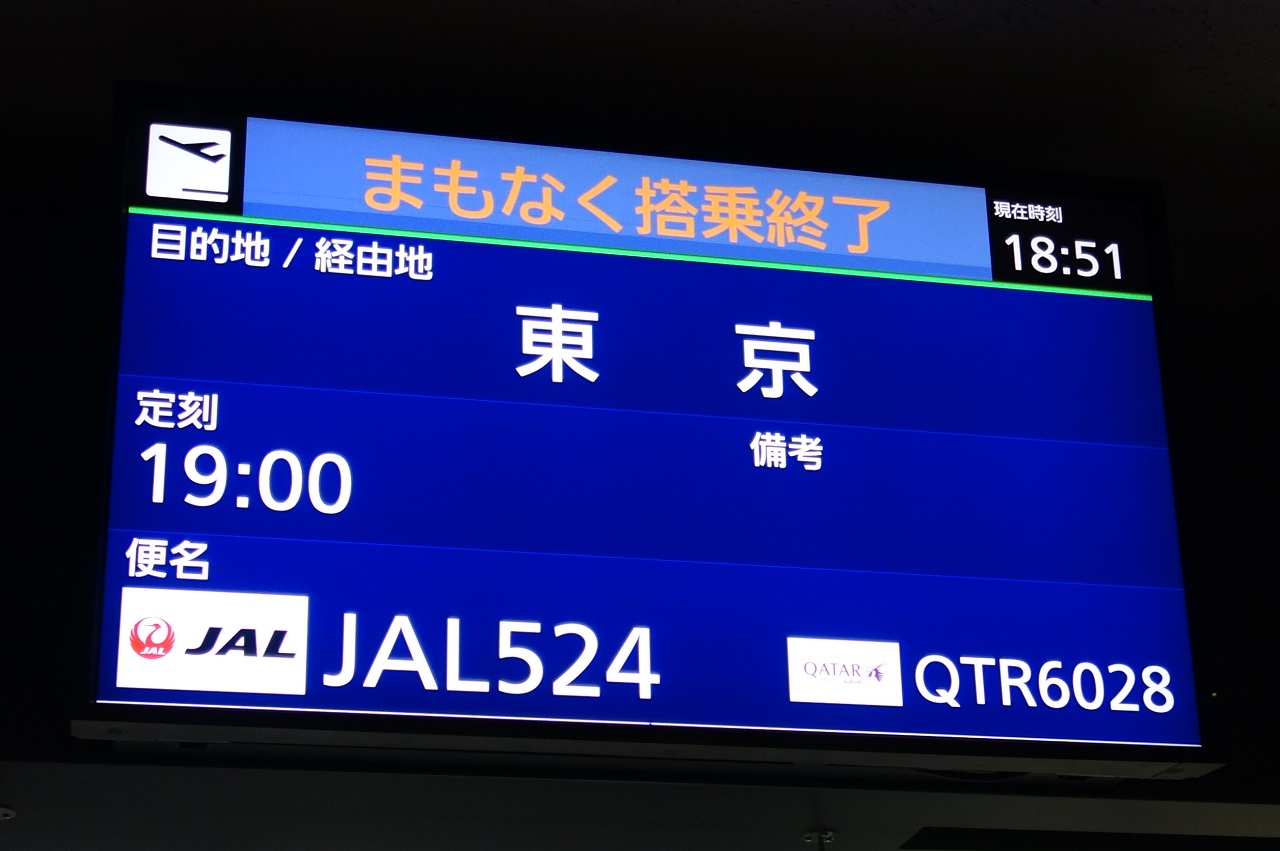 まもなく搭乗終了
現在時刻
18:51
目的地 / 経由地
東 京
定刻
19:00
備考
便名
JAL JAL JAL524 QATAR QTR6028